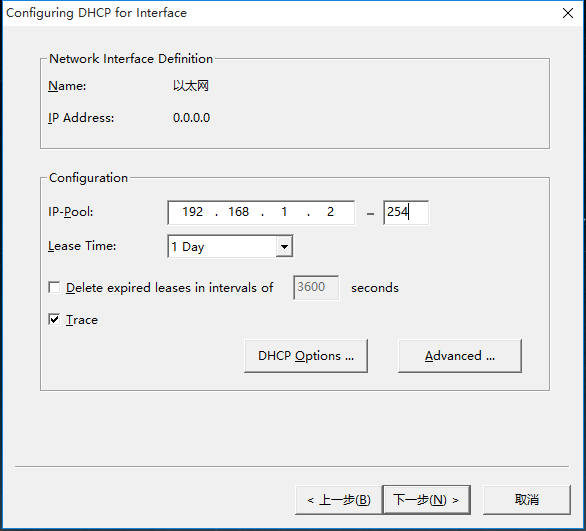 Configuring DHCP for Interface
Network Interface Definition
Name: 以太网
IP Address: 0.0.0.0
Configuration
IP-Pool: 192 . 168 . 1 . 2 – 254
Lease Time: 1 Day
Delete expired leases in intervals of 3600 seconds
Trace
DHCP Options ... Advanced ...
< 上一步(B) 下一步(N) > 取消